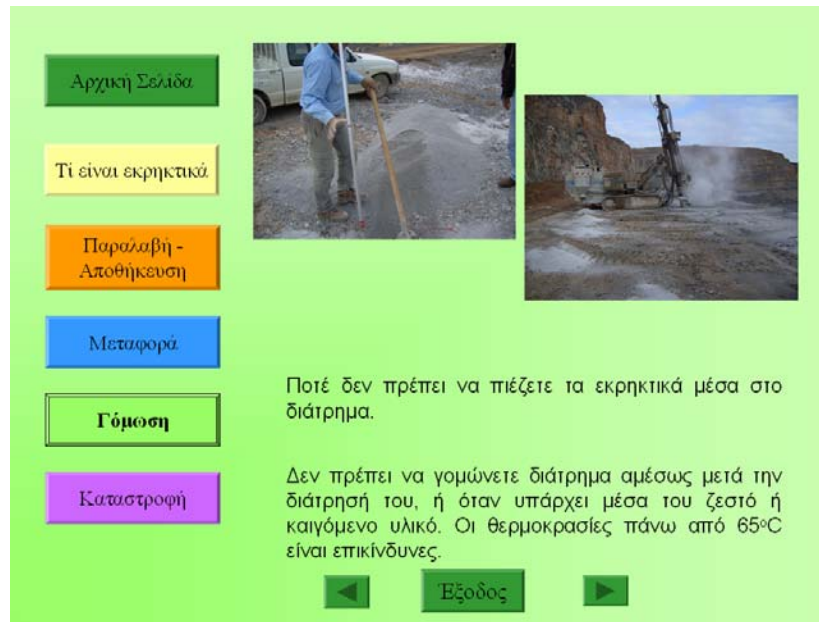 Αρχική Σελίδα
Τί είναι εκρηκτικά
Παραλαβή -
Αποθήκευση
Μεταφορά
Γόμωση
Καταστροφή
Ποτέ δεν πρέπει να πιέζετε τα εκρηκτικά μέσα στο
διάτρημα.
Δεν πρέπει να γομώνετε διάτρημα αμέσως μετά την
διάτρησή του, ή όταν υπάρχει μέσα του ζεστό ή
καιγόμενο υλικό. Οι θερμοκρασίες πάνω από 65°C
είναι επικίνδυνες.
Έξοδος